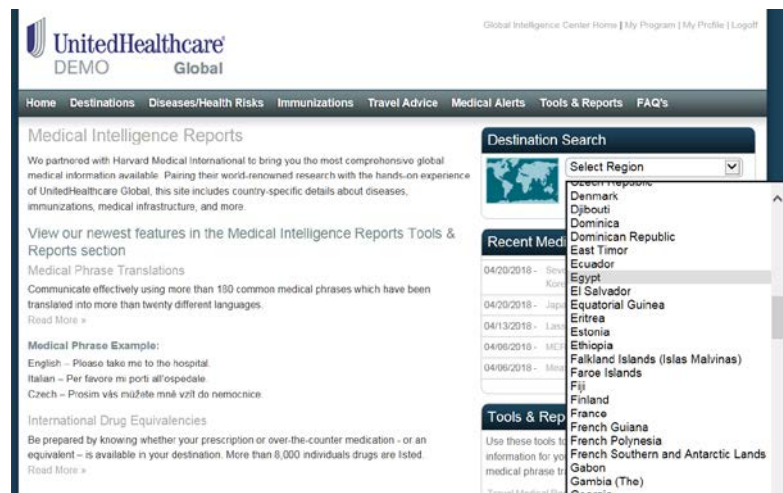 Global Intelligence Center Home | My Program | My Profile | Logoff
UnitedHealthcare
DEMO Global
Home Destinations Diseases/Health Risks Immunizations Travel Advice Medical Alerts Tools & Reports FAQ's
Medical Intelligence Reports
We partnered with Harvard Medical International to bring you the most comprehensive global
medical information available. Pairing their world-renowned research with the hands-on experience
of UnitedHealthcare Global, this site includes country-specific details about diseases,
immunizations, medical infrastructure, and more.
View our newest features in the Medical Intelligence Reports Tools &
Reports section
Medical Phrase Translations
Communicate effectively using more than 180 common medical phrases which have been
translated into more than twenty different languages.
Read More »
Medical Phrase Example:
English – Please take me to the hospital.
Italian – Per favore mi porti all'ospedale.
Czech – Prosim vás můžete mně vzít do nemocnice.
International Drug Equivalencies
Be prepared by knowing whether your prescription or over-the-counter medication - or an
equivalent – is available in your destination. More than 8,000 individuals drugs are listed.
Read More »
Destination Search
Select Region
Czech Republic
Denmark
Djibouti
Dominica
Dominican Republic
East Timor
Ecuador
Egypt
El Salvador
Equatorial Guinea
Eritrea
Estonia
Ethiopia
Falkland Islands (Islas Malvinas)
Faroe Islands
Fiji
Finland
France
French Guiana
French Polynesia
French Southern and Antarctic Lands
Gabon
Gambia (The)
Georgia
Recent Medi
04/20/2018 - Seve
Kore
04/20/2018 - Japa
04/13/2018 - Lass
04/06/2018 - MER
04/06/2018 - Meas
Tools & Rep
Use these tools to
information for yo
medical phrase tr